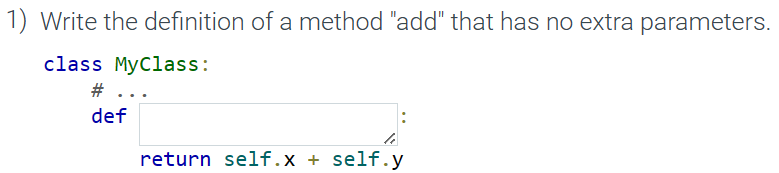 1) Write the definition of a method "add" that has no extra parameters.
class MyClass:
# ...
def :
return self.x + self.y